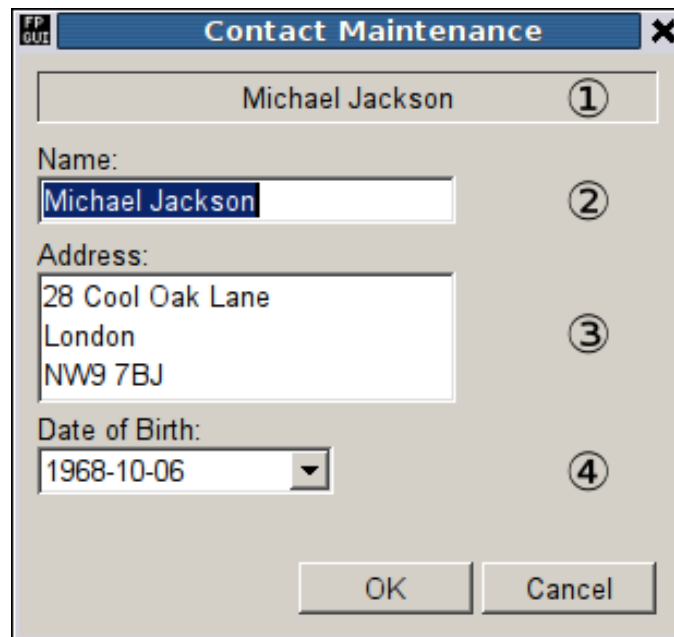 FP
GUI
Contact Maintenance
Michael Jackson ①
Name:
Michael Jackson ②
Address:
28 Cool Oak Lane
London ③
NW9 7BJ
Date of Birth:
1968-10-06 ④
OK Cancel